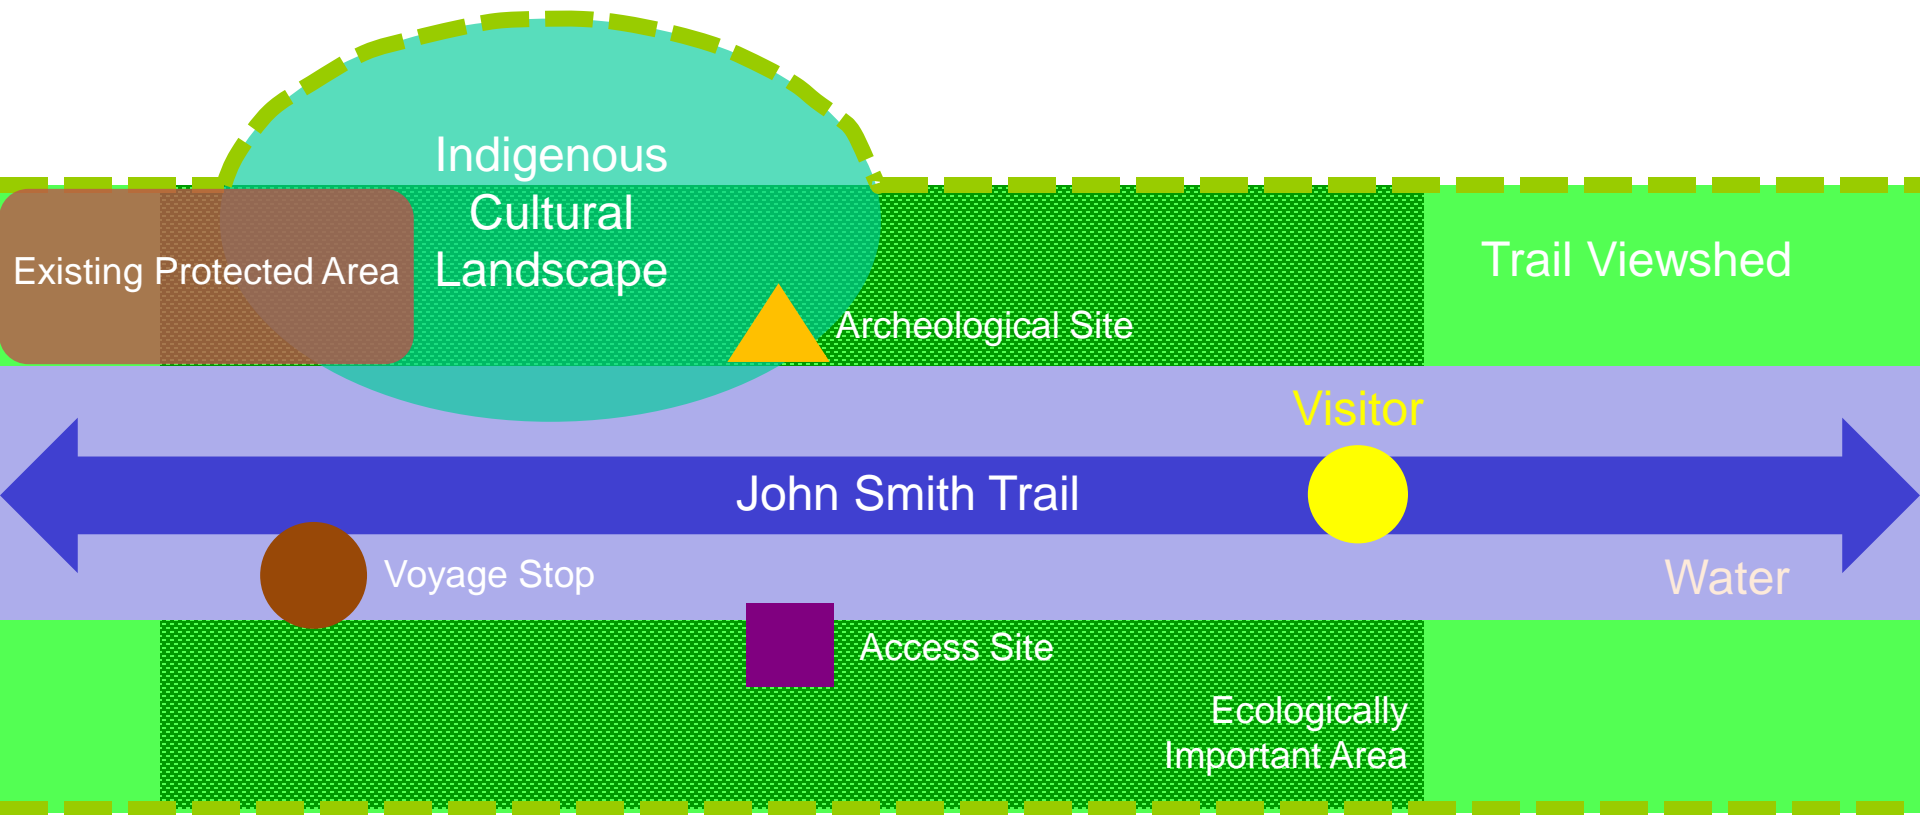 Indigenous
Cultural
Landscape
Existing Protected Area
Trail Viewshed
Archeological Site
Visitor
John Smith Trail
Voyage Stop
Water
Access Site
Ecologically
Important Area